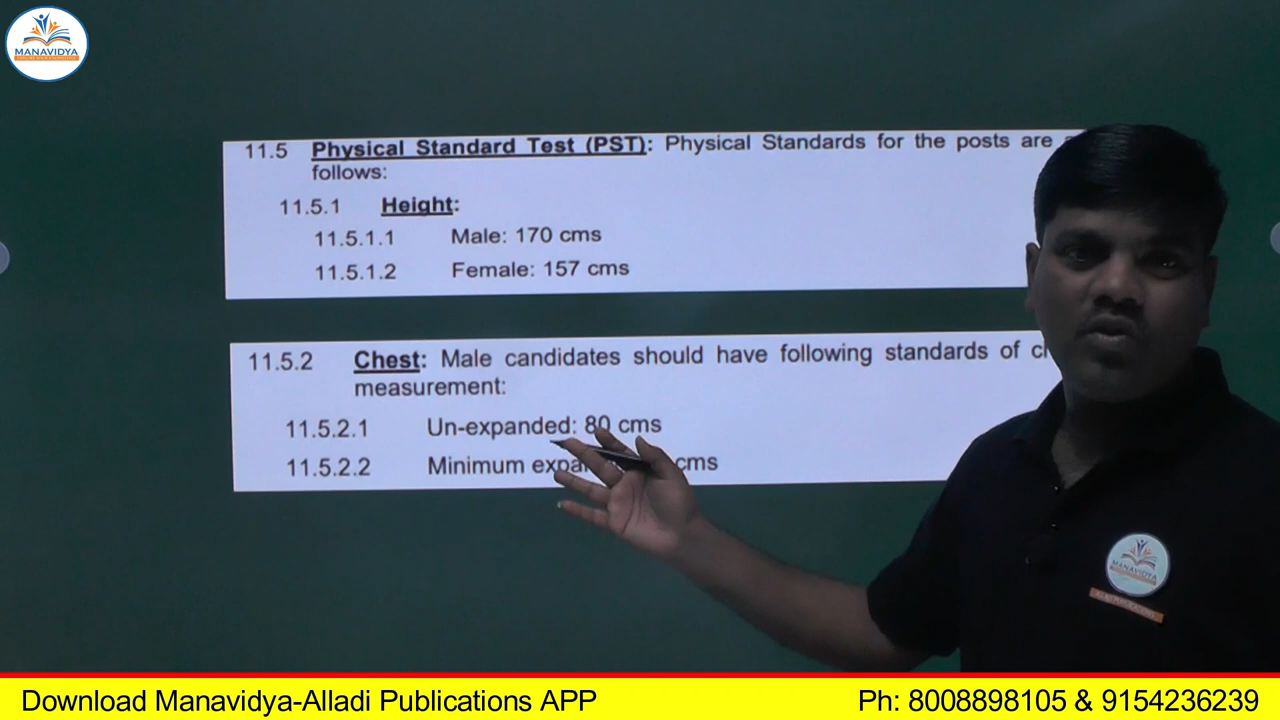 MANAVIDYA
11.5 Physical Standard Test (PST): Physical Standards for the posts are
follows:
11.5.1 Height:
11.5.1.1 Male: 170 cms
11.5.1.2 Female: 157 cms
11.5.2 Chest: Male candidates should have following standards of
measurement:
11.5.2.1 Un-expanded: 80 cms
11.5.2.2 Minimum cms
MANAVIDYA
Download Manavidya-Alladi Publications APP
Ph: 8008898105 & 9154236239